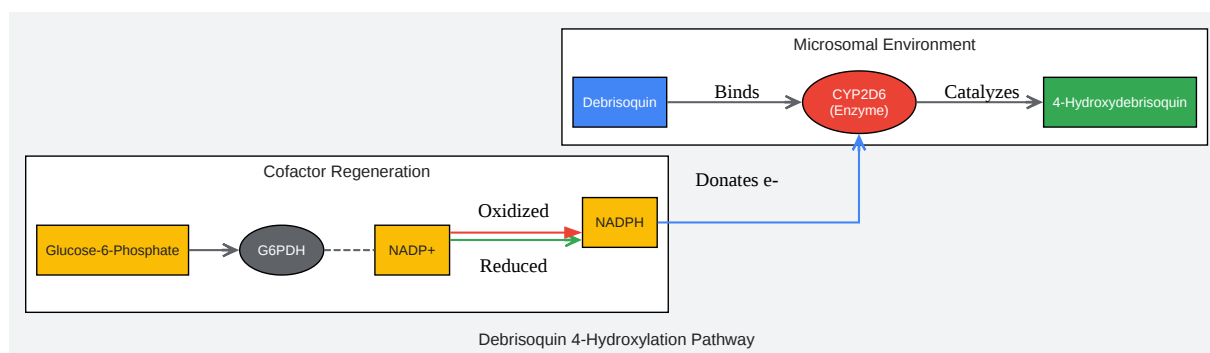 Microsomal Environment
Debrisoquin
Binds
CYP2D6
(Enzyme)
Catalyzes
4-Hydroxydebrisoquin
Cofactor Regeneration
Donates e-
Glucose-6-Phosphate
G6PDH
NADP+
Oxidized
Reduced
NADPH
Debrisoquin 4-Hydroxylation Pathway